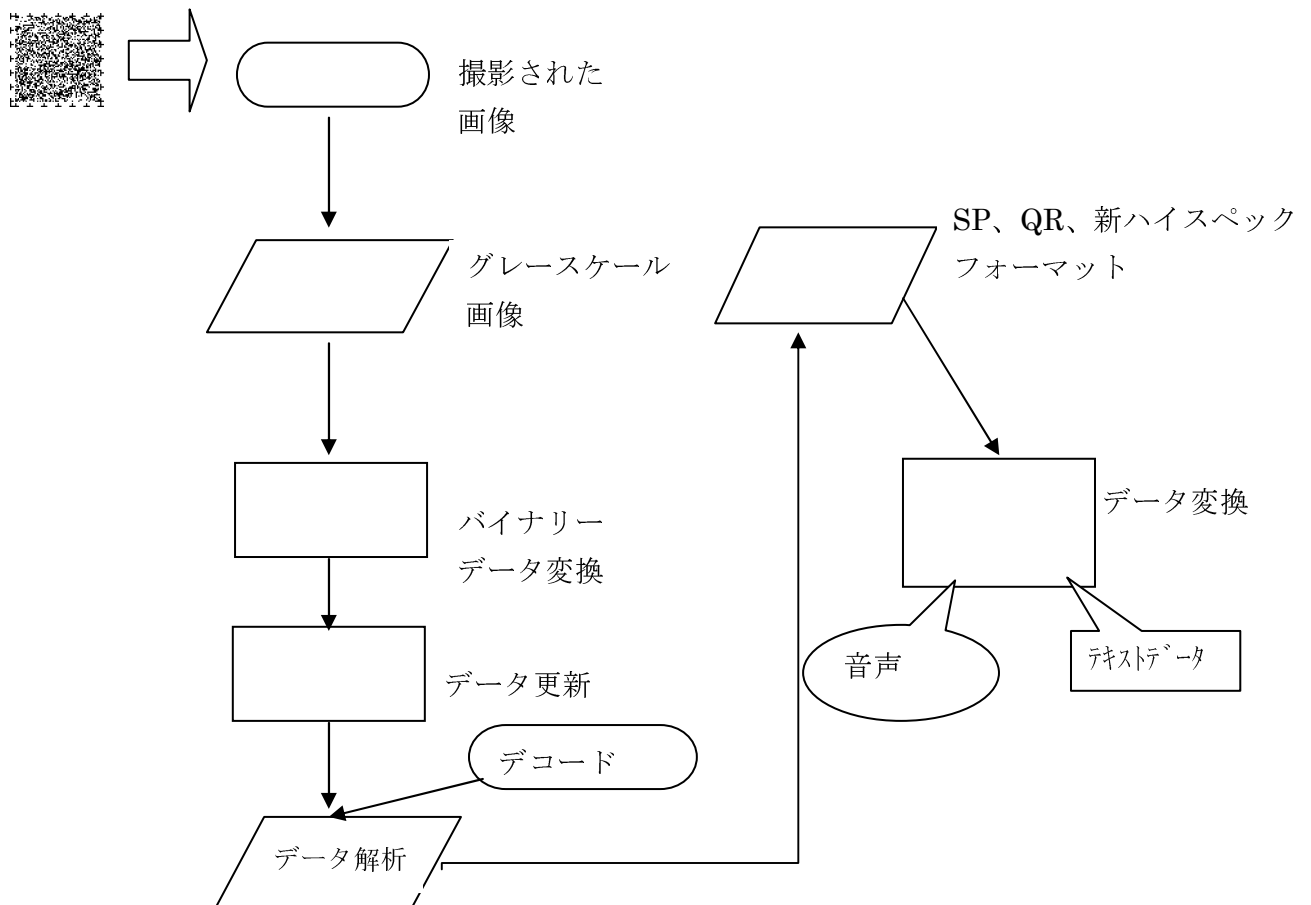 撮影された
画像
グレースケール
画像
バイナリー
データ変換
データ更新
デコード
データ解析
SP、QR、新ハイスペック
フォーマット
データ変換
音声
ﾃｷｽﾄﾃﾞｰﾀ